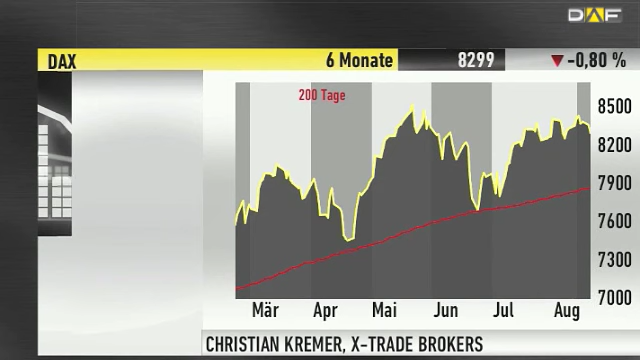 DAF
DAX 6 Monate 8299 ▼-0,80 %
200 Tage
8500
8200
7900
7600
7300
7000
Mär Apr Mai Jun Jul Aug
CHRISTIAN KREMER, X-TRADE BROKERS